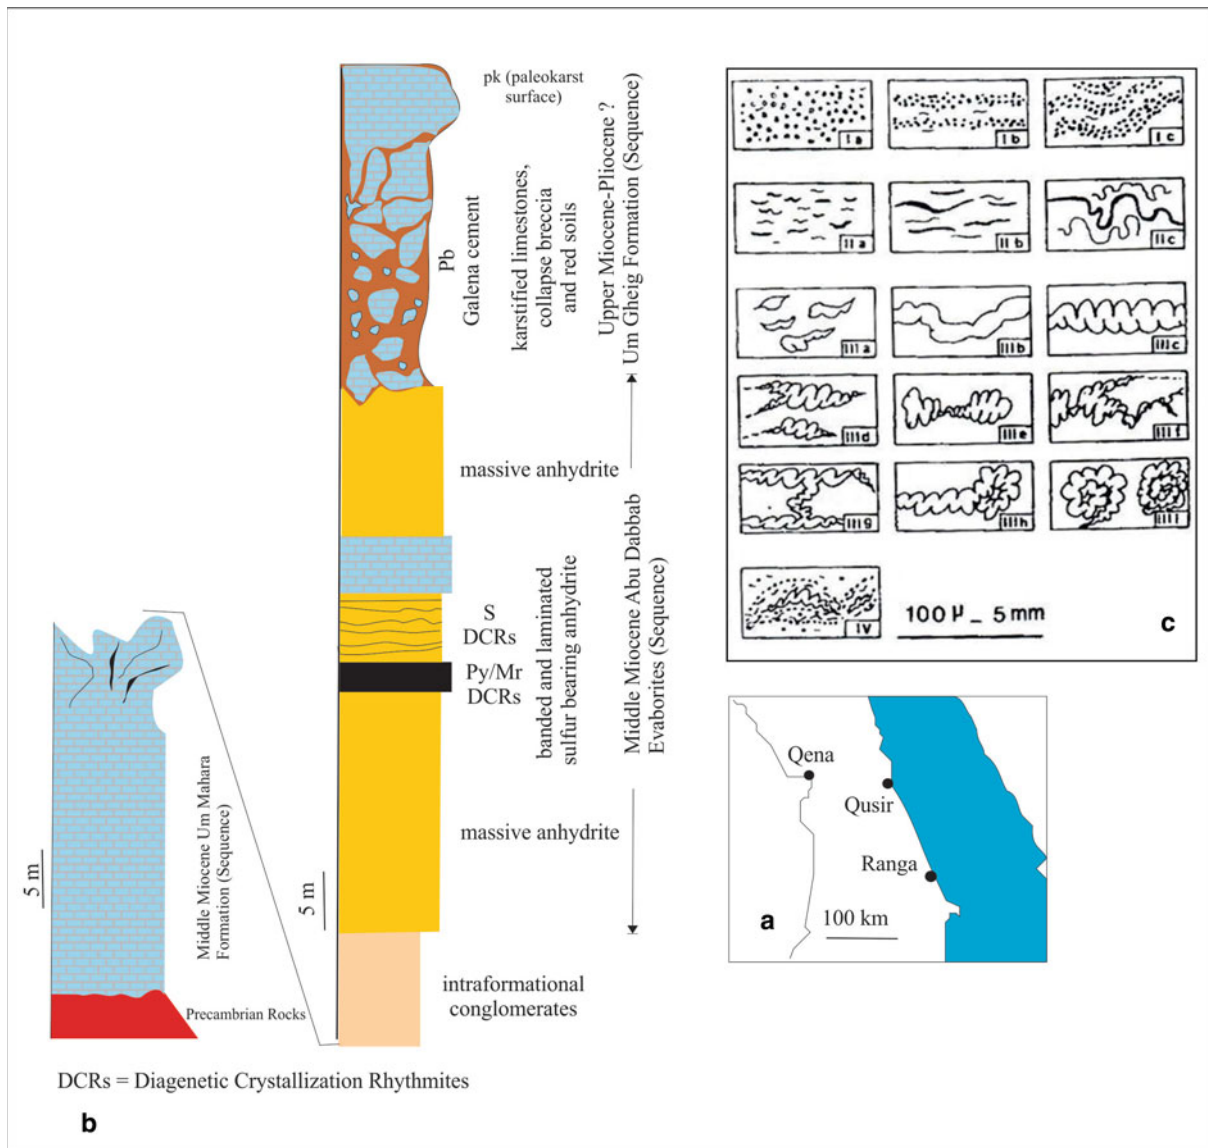 pk (paleokarst
surface)
Pb
Galena cement
karstified limestones,
collapse breccia
and red soils
Upper Miocene-Pliocene ?
Um Gheig Formation (Sequence)
massive anhydrite
S
DCRs
Py/Mr
DCRs
banded and laminated
sulfur bearing anhydrite
Middle Miocene Abu Dabbab
Evaborites (Sequence)
massive anhydrite
5 m
intraformational
conglomerates
5 m
Middle Miocene Um Mahara
Formation (Sequence)
Precambrian Rocks
DCRs = Diagenetic Crystallization Rhythmites
b
Ia
Ib
Ic
IIa
IIb
IIc
IIIa
IIIb
IIIc
IIId
IIIe
IIIf
IIIg
IIIh
IIII
IV
100 µ - 5 mm
c
Qena
Qusir
Ranga
a
100 km